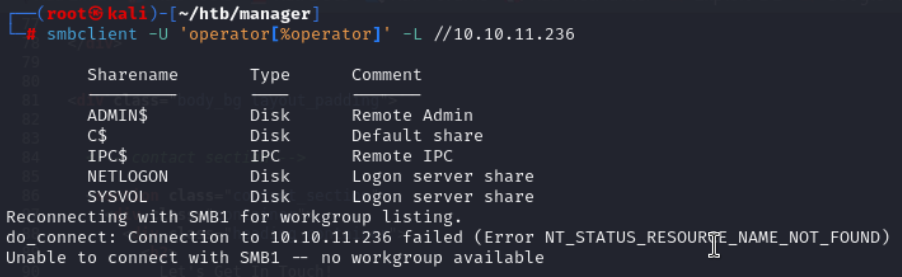 (root㉿kali)-[~/htb/manager]
# smbclient -U 'operator[%operator]' -L //10.10.11.236
Sharename Type Comment
--------- ---- -------
ADMIN$ Disk Remote Admin
C$ Disk Default share
IPC$ IPC Remote IPC
NETLOGON Disk Logon server share
SYSVOL Disk Logon server share
Reconnecting with SMB1 for workgroup listing.
do_connect: Connection to 10.10.11.236 failed (Error NT_STATUS_RESOURCE_NAME_NOT_FOUND)
Unable to connect with SMB1 -- no workgroup available